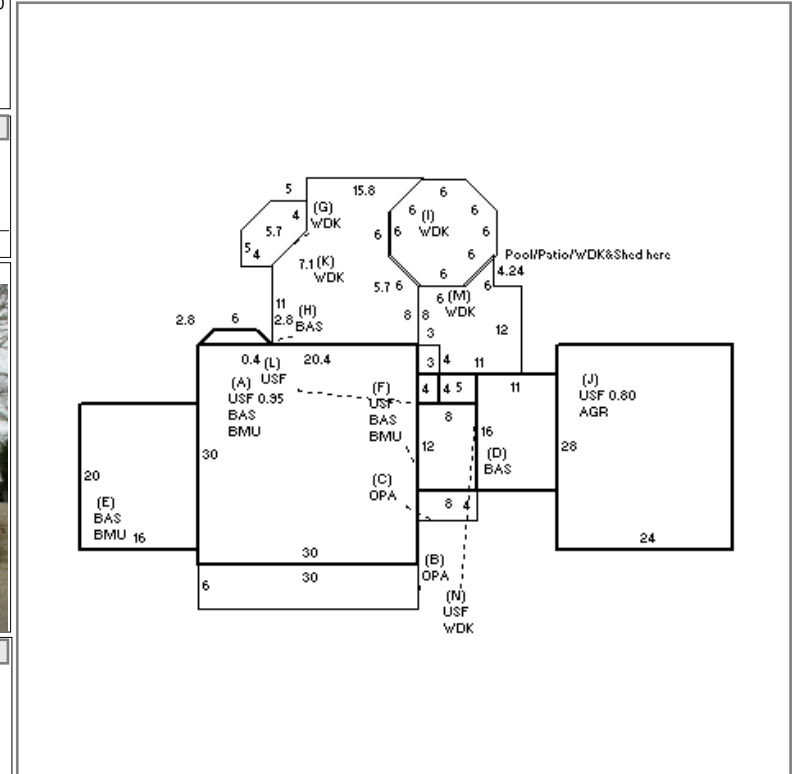 5
15.8
6
4
(G)
WDK
6
(I)
WDK
6
6
6
6
5.7
5
4
6
Pool/Patio/WDK&Shed here
7.1
(K)
WDK
6
4.24
5.7
6
6
6
(M)
WDK
11
2.8
6
2.8
(H)
BAS
8
8
3
12
0.4
20.4
(L)
USF
3
4
11
(A)
USF 0.95
BAS
BMU
(F)
USF
BAS
BMU
4
4
5
11
(J)
USF 0.80
AGR
8
16
30
12
28
(D)
BAS
20
(C)
OPA
(E)
BAS
BMU
16
8
4
24
30
30
6
(B)
OPA
(N)
USF
WDK